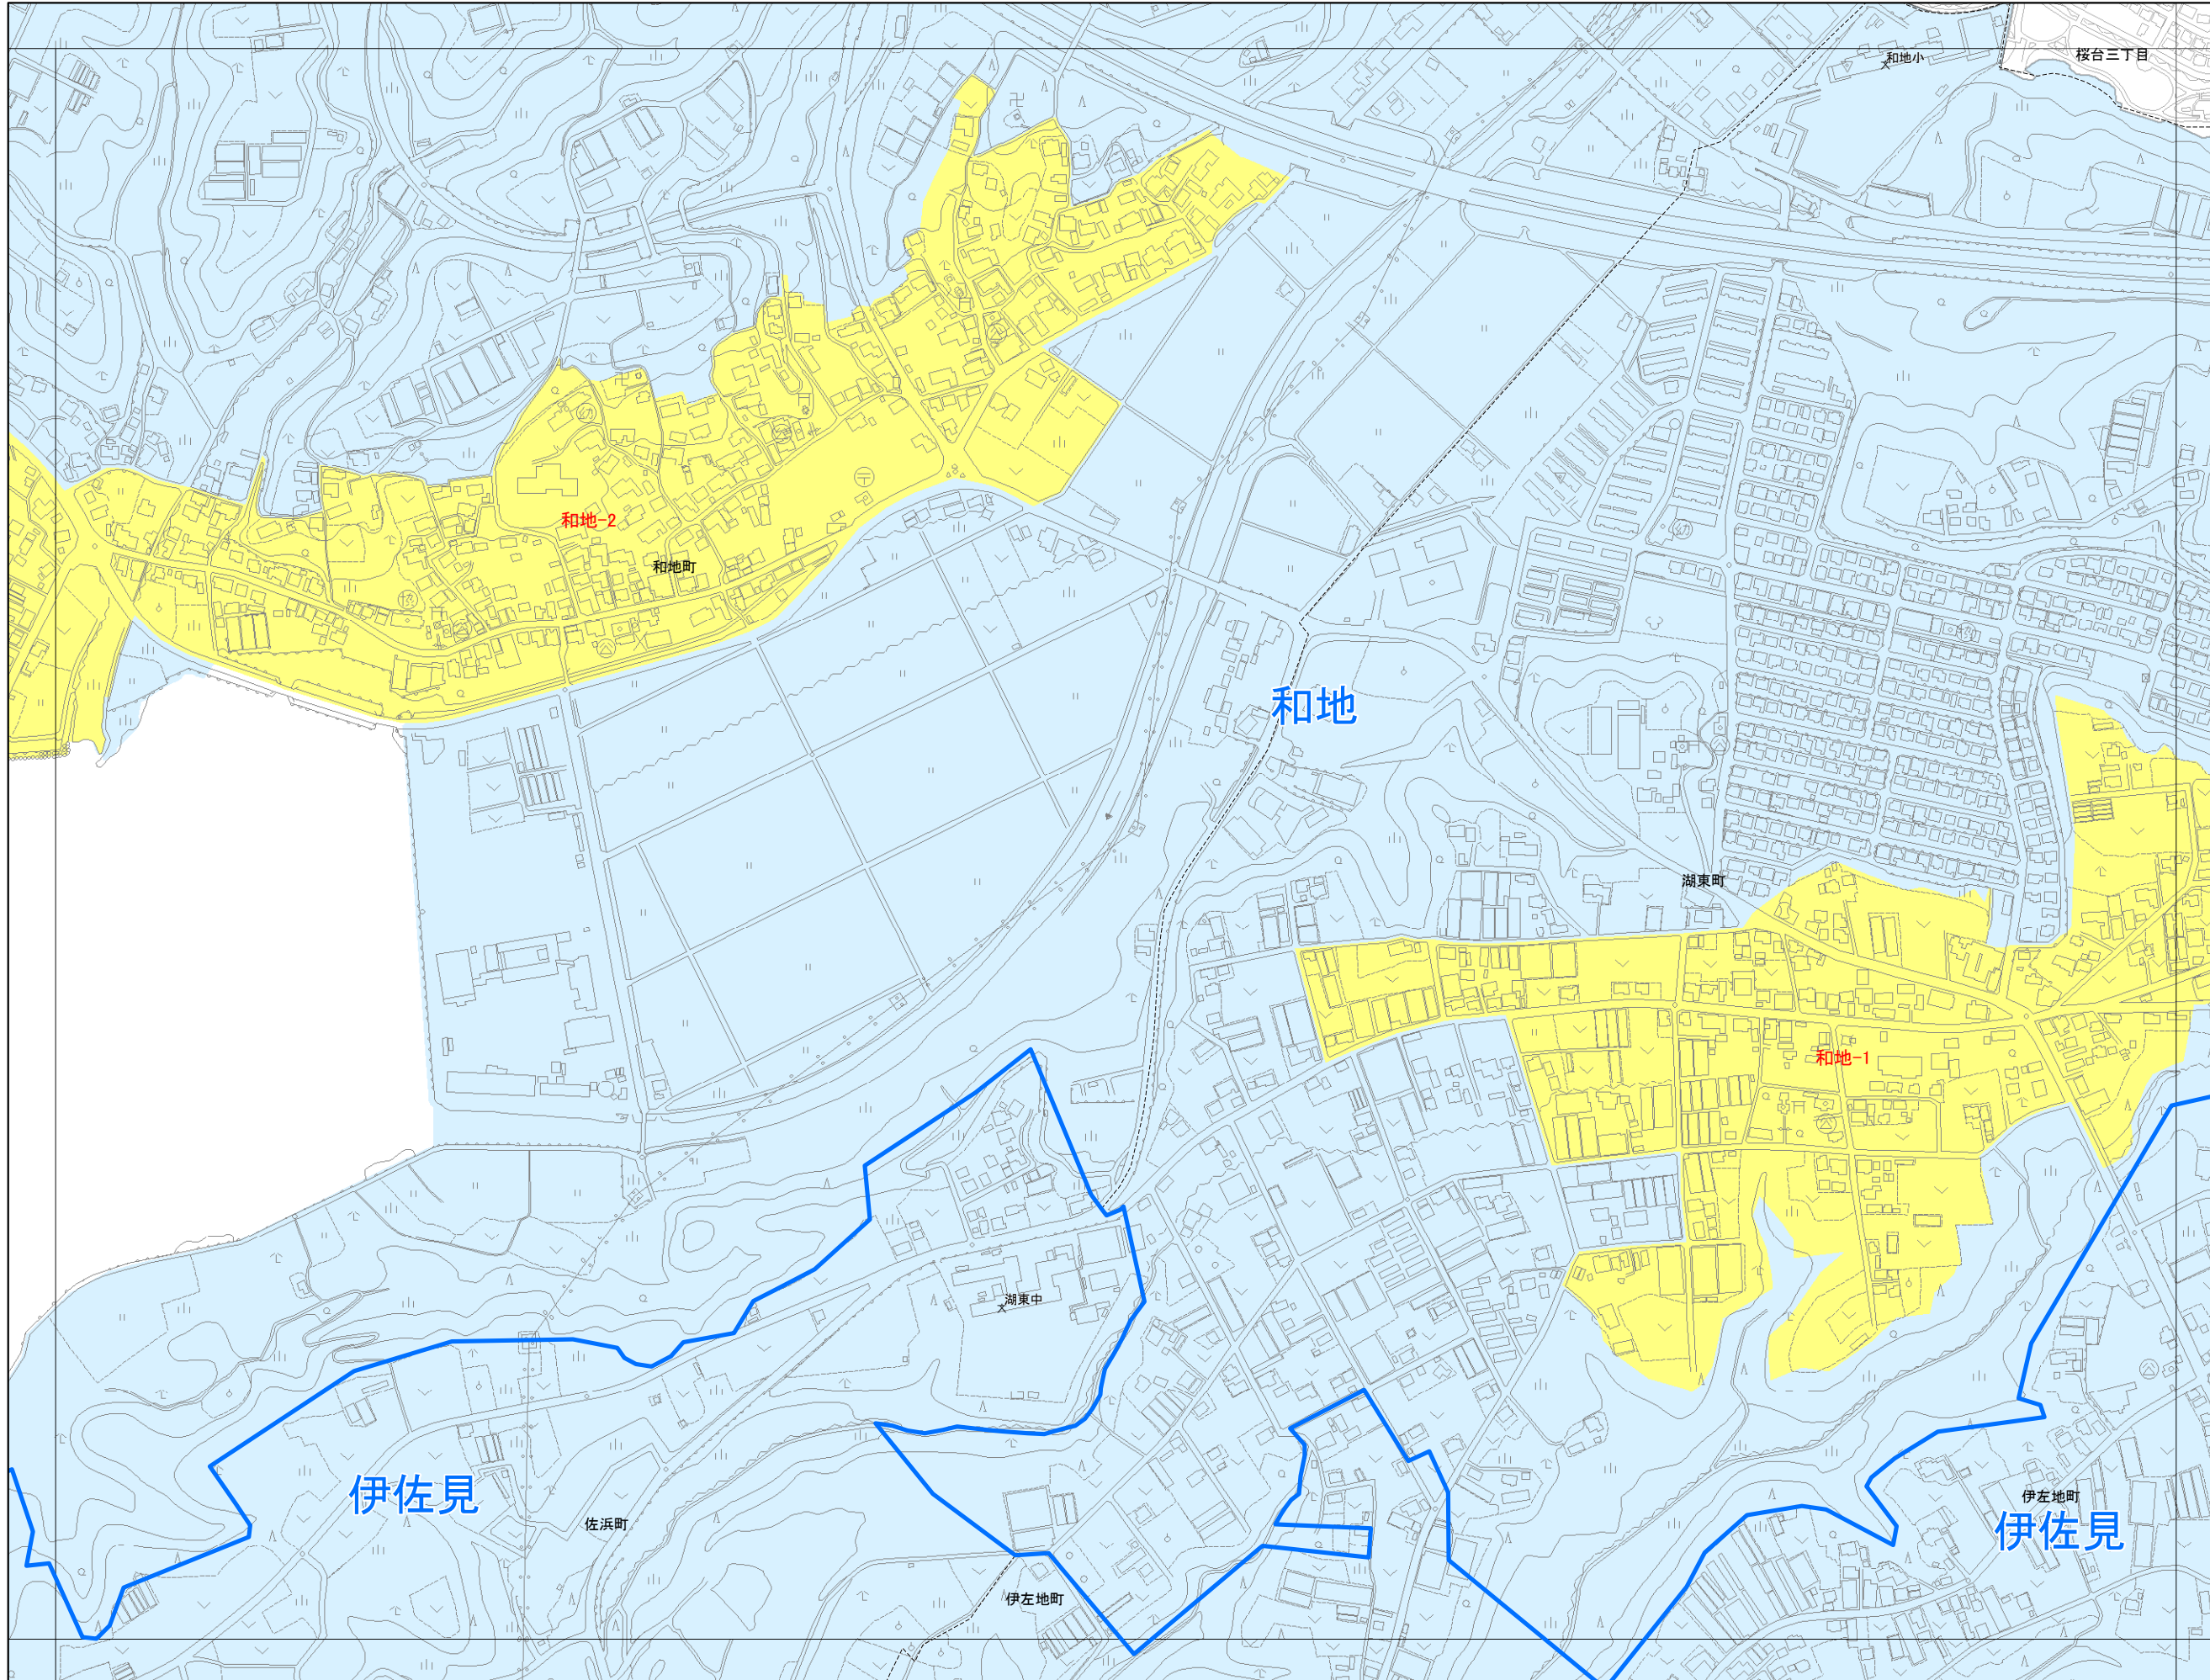 桜台三丁目
和地小
和地-2
和地町
和地
湖東町
和地-1
湖東中
伊佐見
佐浜町
伊左地町
伊佐見
伊左地町